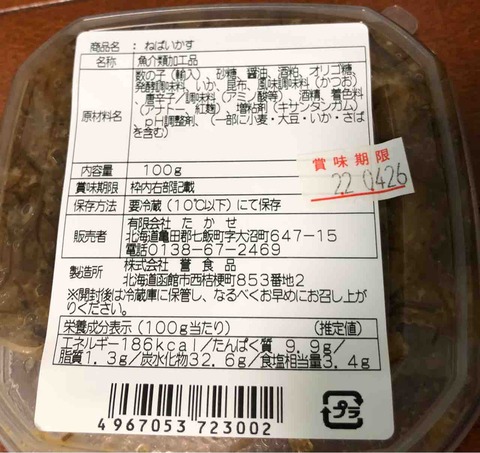 商品名 : ねばいかす
名称 魚介類加工品
原材料名 数の子（輸入）、砂糖、醤油、酒粕、オリゴ糖
発酵調味料、いか、昆布、風味調味料（かつお）
、唐辛子/調味料（アミノ酸等）、酒精、着色料
（アナトー、紅麹）、増粘剤（キサンタンガム）
、pH調整剤、（一部に小麦・大豆・いか・さば
を含む）
内容量 100g
賞味期限 枠内右部記載
賞味期限
22 0426
保存方法 要冷蔵（10℃以下）にて保存
販売者 有限会社 たかせ
北海道亀田郡七飯町字大沼町647-15
電話0138-67-2469
製造所 株式会社 誉食品
北海道函館市西桔梗町853番地2
※開封後は冷蔵庫に保管し、なるべくお早めにお召し上が
りください。
栄養成分表示（100g当たり） （推定値）
エネルギー186kcal/たんぱく質 9.9g/
脂質1.3g/炭水化物32.6g/食塩相当量3.4g
4967053 723002
プラ